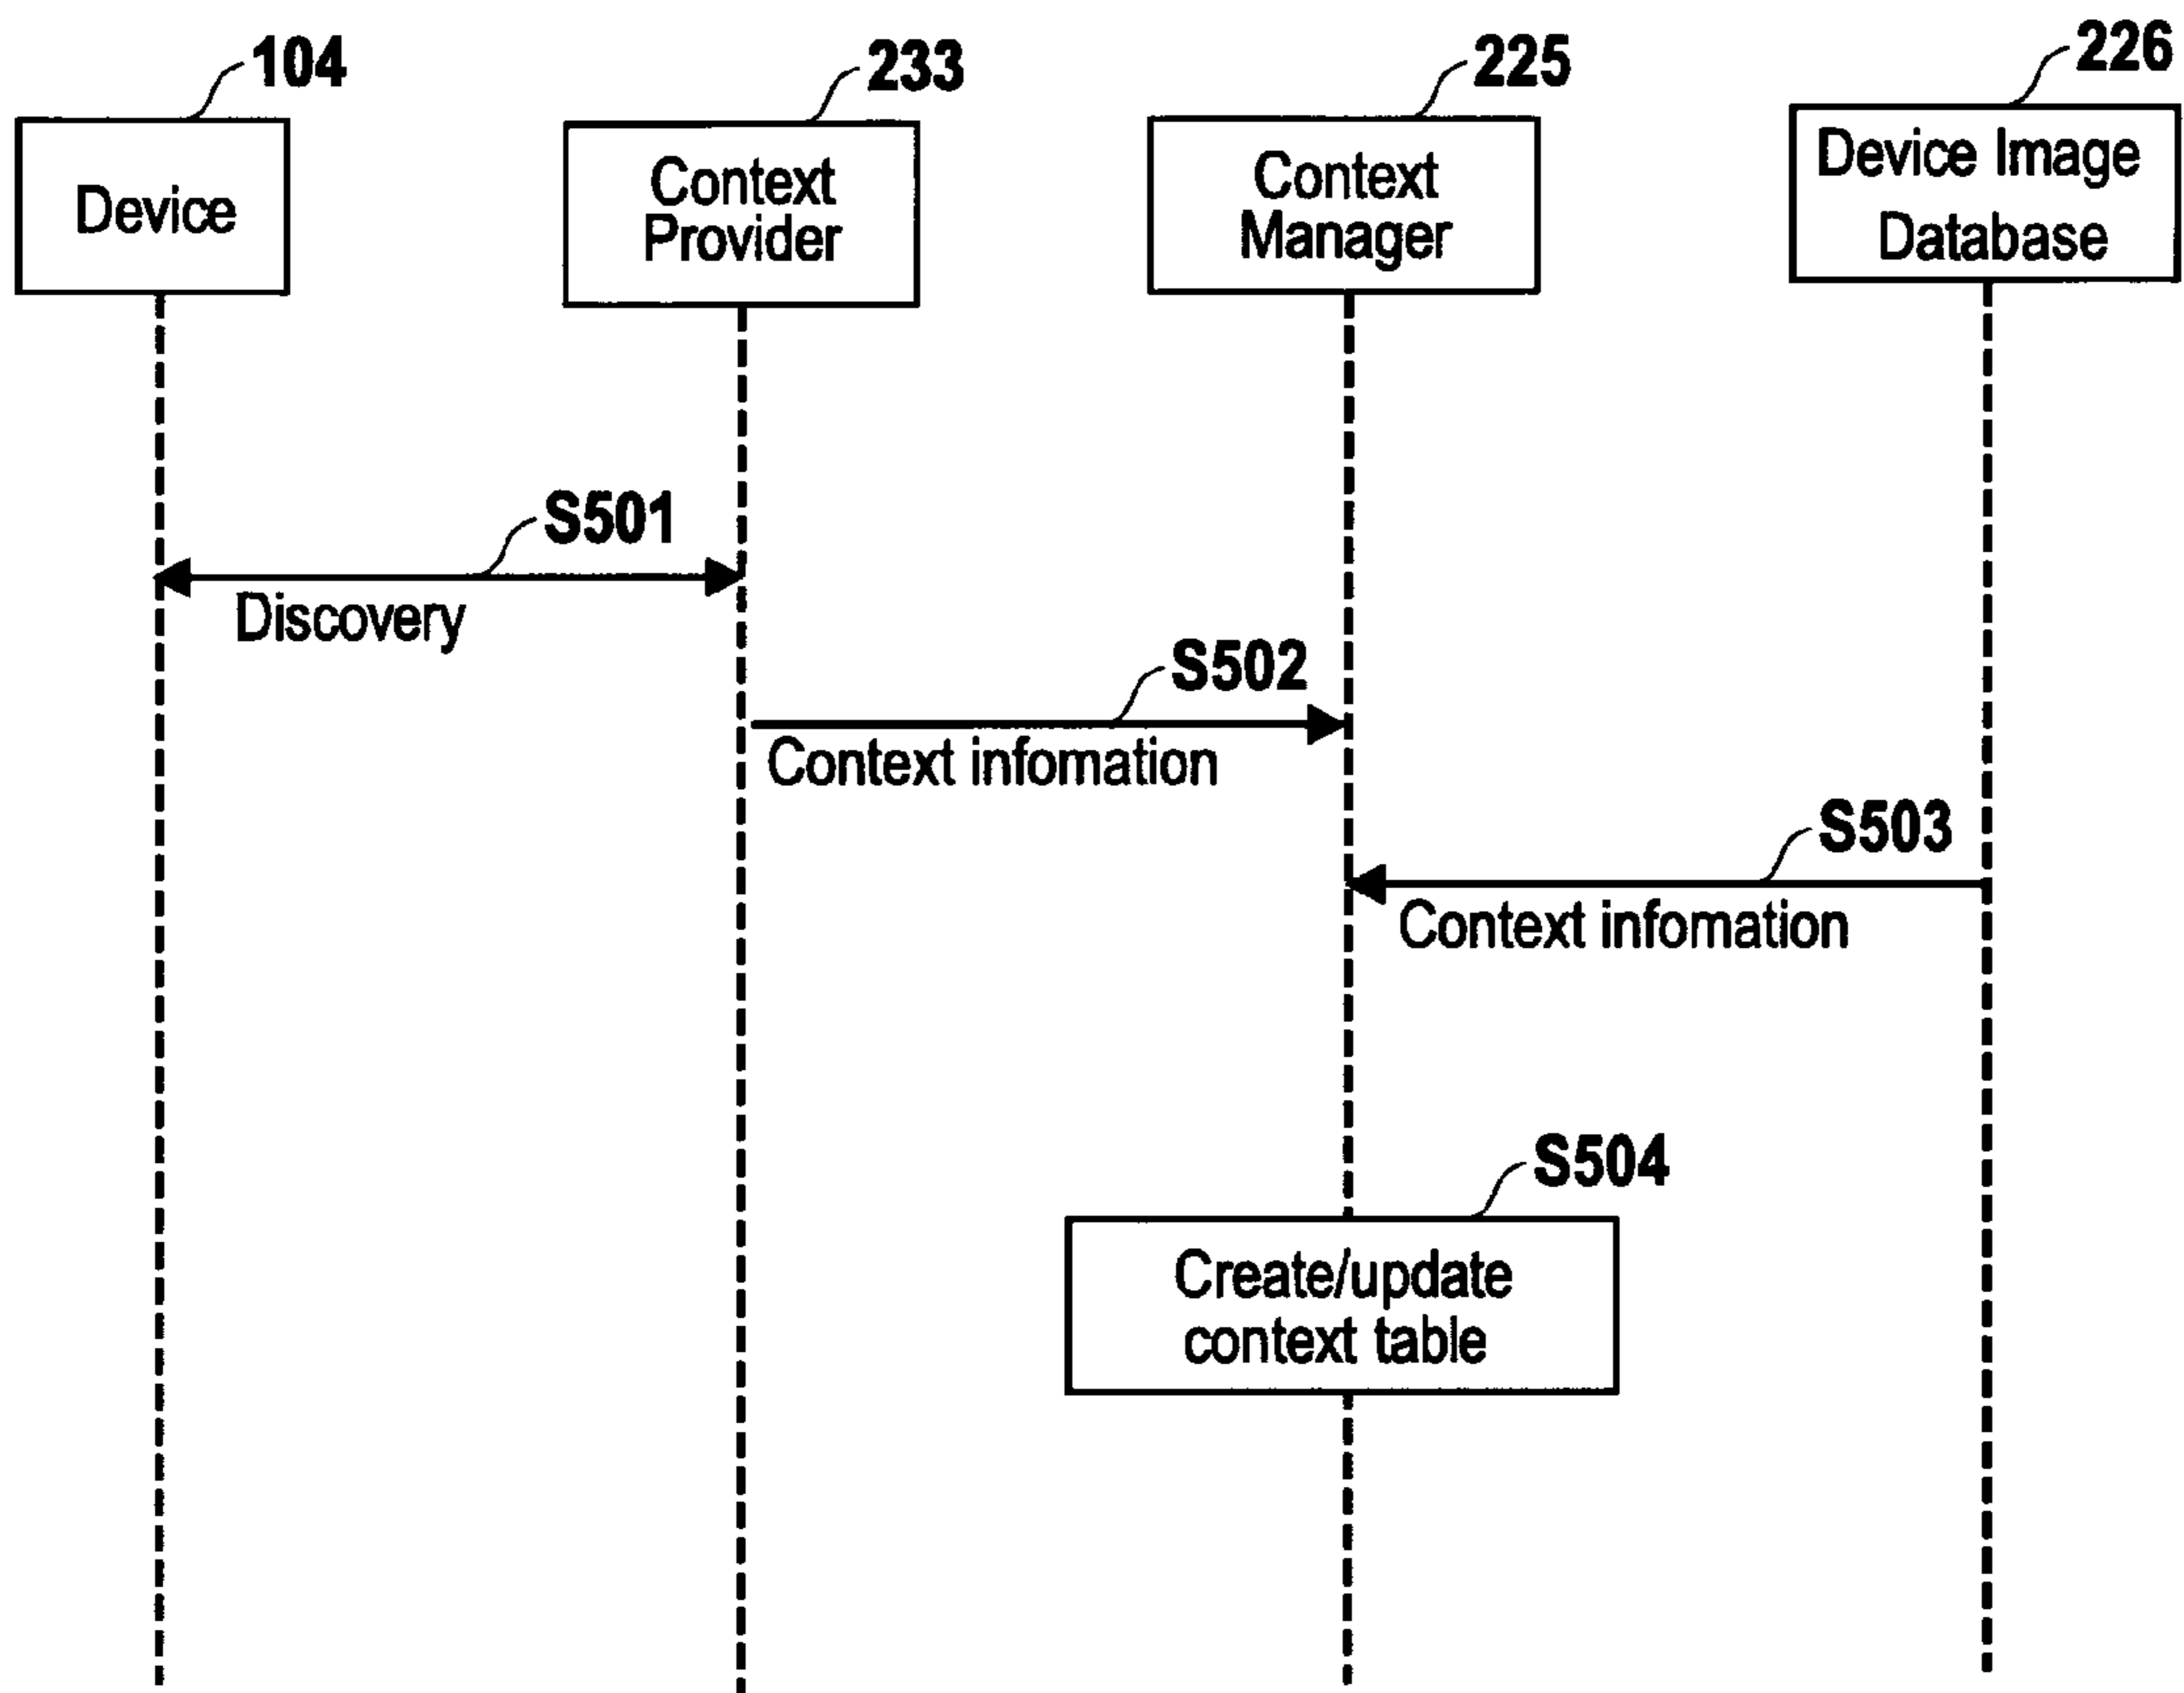 104
233
225
226
Device
Context
Provider
Context
Manager
Device Image
Database
S501
Discovery
S502
Context infomation
S503
Context infomation
S504
Create/update
context table